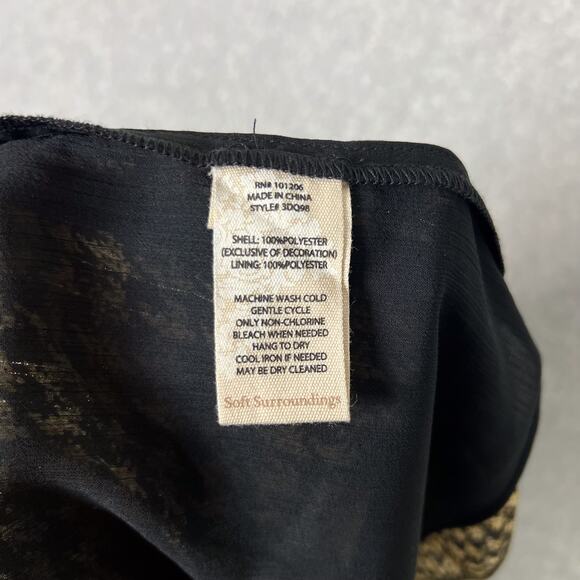 RN# 101206
MADE IN CHINA
STYLE# 3DQ98
SHELL: 100%POLYESTER
(EXCLUSIVE OF DECORATION)
LINING: 100%POLYESTER
MACHINE WASH COLD
GENTLE CYCLE
ONLY NON-CHLORINE
BLEACH WHEN NEEDED
HANG TO DRY
COOL IRON IF NEEDED
MAY BE DRY CLEANED
Soft Surroundings